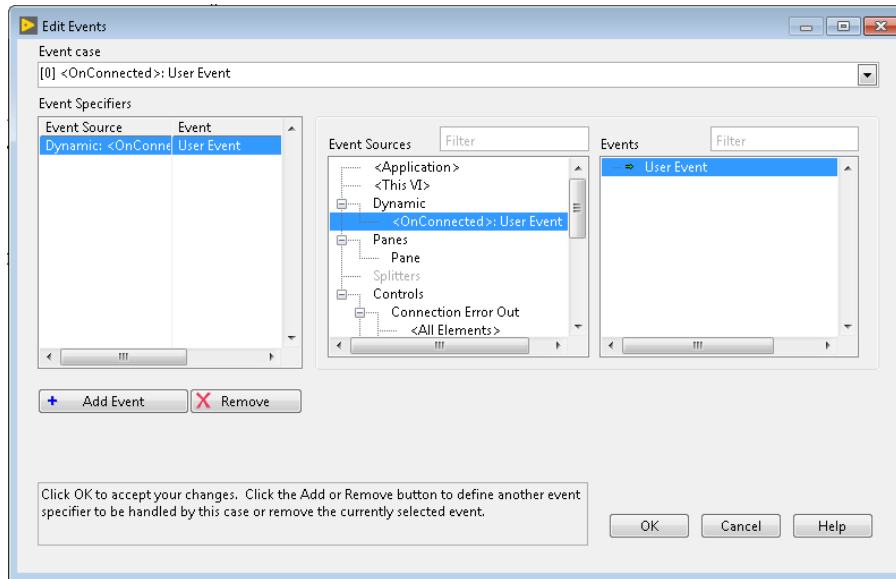 Edit Events
Event case
[0] <OnConnected>: User Event
Event Specifiers
Event Source Event
Dynamic: <OnConne User Event
Event Sources Filter
<Application>
<This VI>
Dynamic
<OnConnected>: User Event
Panes
Pane
Splitters
Controls
Connection Error Out
<All Elements>
Events Filter
User Event
Add Event
Remove
Click OK to accept your changes. Click the Add or Remove button to define another event
specifier to be handled by this case or remove the currently selected event.
OK
Cancel
Help